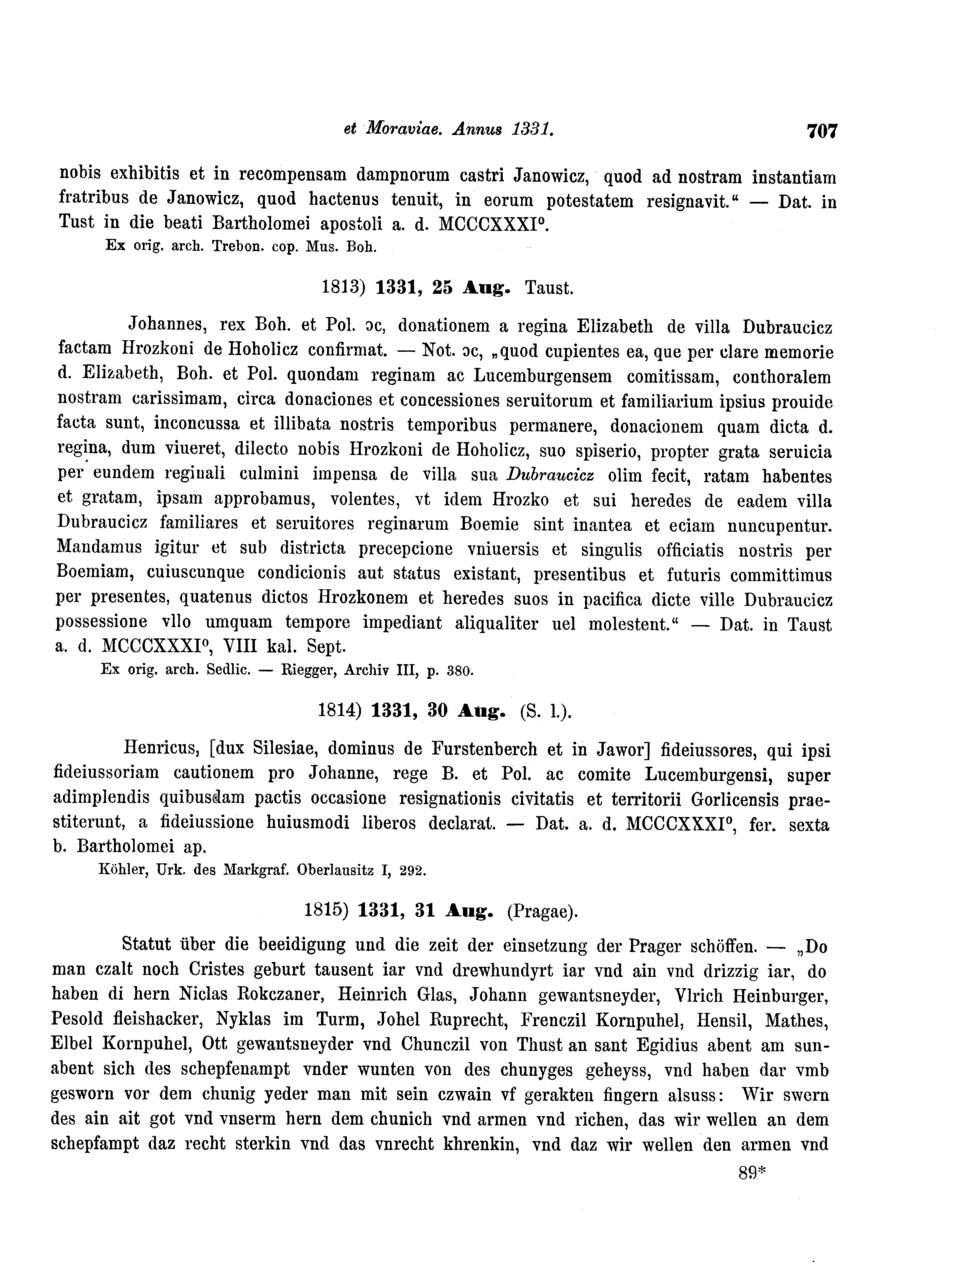 et Moraviae. Annus 1331. 707
nobis exhibitis et in recompensam dampnorum castri Janowicz, quod ad nostram instantiam
fratribus de Janowicz, quod hactenus tenuit, in eorum potestatem resignavit.“ — Dat. in
Tust in die beati Bartholomei apostoli a. d. MCCCXXXI⁰.
Ex orig. arch. Trebon. cop. Mus. Boh.
1813) 1331, 25 Aug. Taust.
Johannes, rex Boh. et Pol. ↄc, donationem a regina Elizabeth de villa Dubraucicz
factam Hrozkoni de Hoholicz confirmat. — Not. ↄc, „quod cupientes ea, que per clare memorie
d. Elizabeth, Boh. et Pol. quondam reginam ac Lucemburgensem comitissam, conthoralem
nostram carissimam, circa donaciones et concessiones seruitorum et familiarium ipsius prouide
facta sunt, inconcussa et illibata nostris temporibus permanere, donacionem quam dicta d.
regina, dum viueret, dilecto nobis Hrozkoni de Hoholicz, suo spiserio, propter grata seruicia
per eundem reginali culmini impensa de villa sua Dubraucicz olim fecit, ratam habentes
et gratam, ipsam approbamus, volentes, vt idem Hrozko et sui heredes de eadem villa
Dubraucicz familiares et seruitores reginarum Boemie sint inantea et eciam nuncupentur.
Mandamus igitur et sub districta precepcione vniuersis et singulis officiatis nostris per
Boemiam, cuiuscunque condicionis aut status existant, presentibus et futuris committimus
per presentes, quatenus dictos Hrozkonem et heredes suos in pacifica dicte ville Dubraucicz
possessione vllo umquam tempore impediant aliqualiter uel molestent.“ — Dat. in Taust
a. d. MCCCXXXI⁰, VIII kal. Sept.
Ex orig. arch. Sedlic. — Riegger, Archiv III, p. 380.
1814) 1331, 30 Aug. (S. l.).
Henricus, [dux Silesiae, dominus de Furstenberch et in Jawor] fideiussores, qui ipsi
fideiussoriam cautionem pro Johanne, rege B. et Pol. ac comite Lucemburgensi, super
adimplendis quibusdam pactis occasione resignationis civitatis et territorii Gorlicensis prae-
stiterunt, a fideiussione huiusmodi liberos declarat. — Dat. a. d. MCCCXXXI⁰, fer. sexta
b. Bartholomei ap.
Köhler, Urk. des Markgraf. Oberlausitz I, 292.
1815) 1331, 31 Aug. (Pragae).
Statut über die beeidigung und die zeit der einsetzung der Prager schöffen. — „Do
man czalt noch Cristes geburt tausent iar vnd drewhundyrt iar vnd ain vnd drizzig iar, do
haben di hern Niclas Rokczaner, Heinrich Glas, Johann gewantsneyder, Vlrich Heinburger,
Pesold fleishacker, Nyklas im Turm, Johel Ruprecht, Frenczil Kornpuhel, Hensil, Mathes,
Elbel Kornpuhel, Ott gewantsneyder vnd Chunczil von Thust an sant Egidius abent am sun-
abent sich des schepfenampt vnder wunten von des chunyges geheyss, vnd haben dar vmb
gesworn vor dem chunig yeder man mit sein czwain vf gerakten fingern alsuss: Wir swern
des ain ait got vnd vnserm hern dem chunich vnd armen vnd richen, das wir wellen an dem
schepfampt daz recht sterkin vnd das vnrecht khrenkin, vnd daz wir wellen den armen vnd
89*